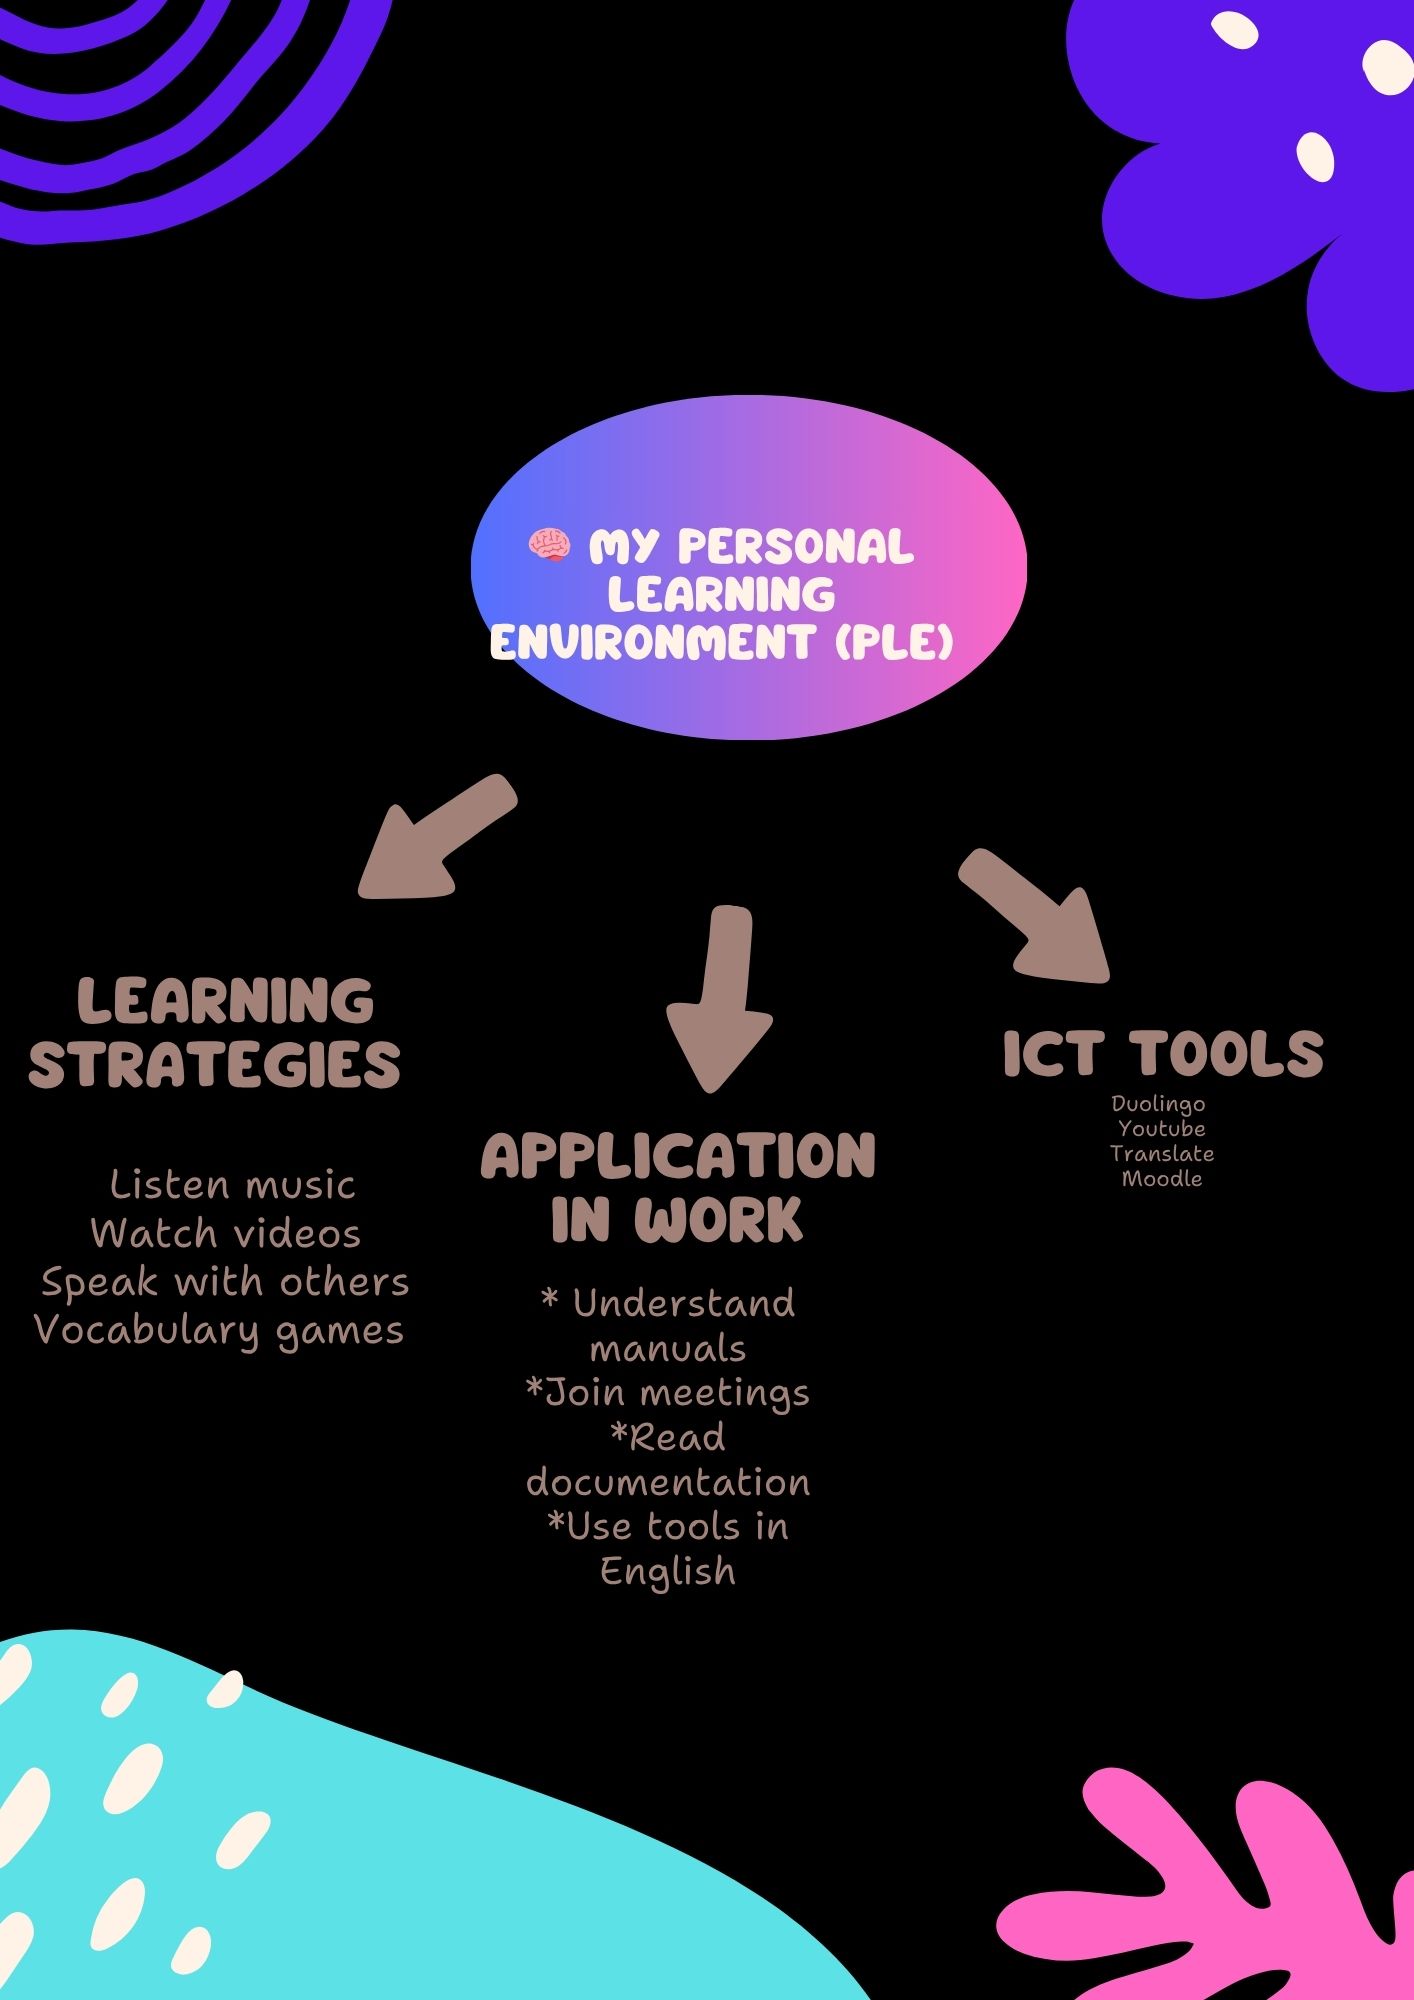 🧠 MY PERSONAL
LEARNING
ENVIRONMENT (PLE)
LEARNING
STRATEGIES
Listen music
Watch videos
Speak with others
Vocabulary games
APPLICATION
IN WORK
* Understand
manuals
*Join meetings
*Read
documentation
*Use tools in
English
ICT TOOLS
Duolingo
Youtube
Translate
Moodle